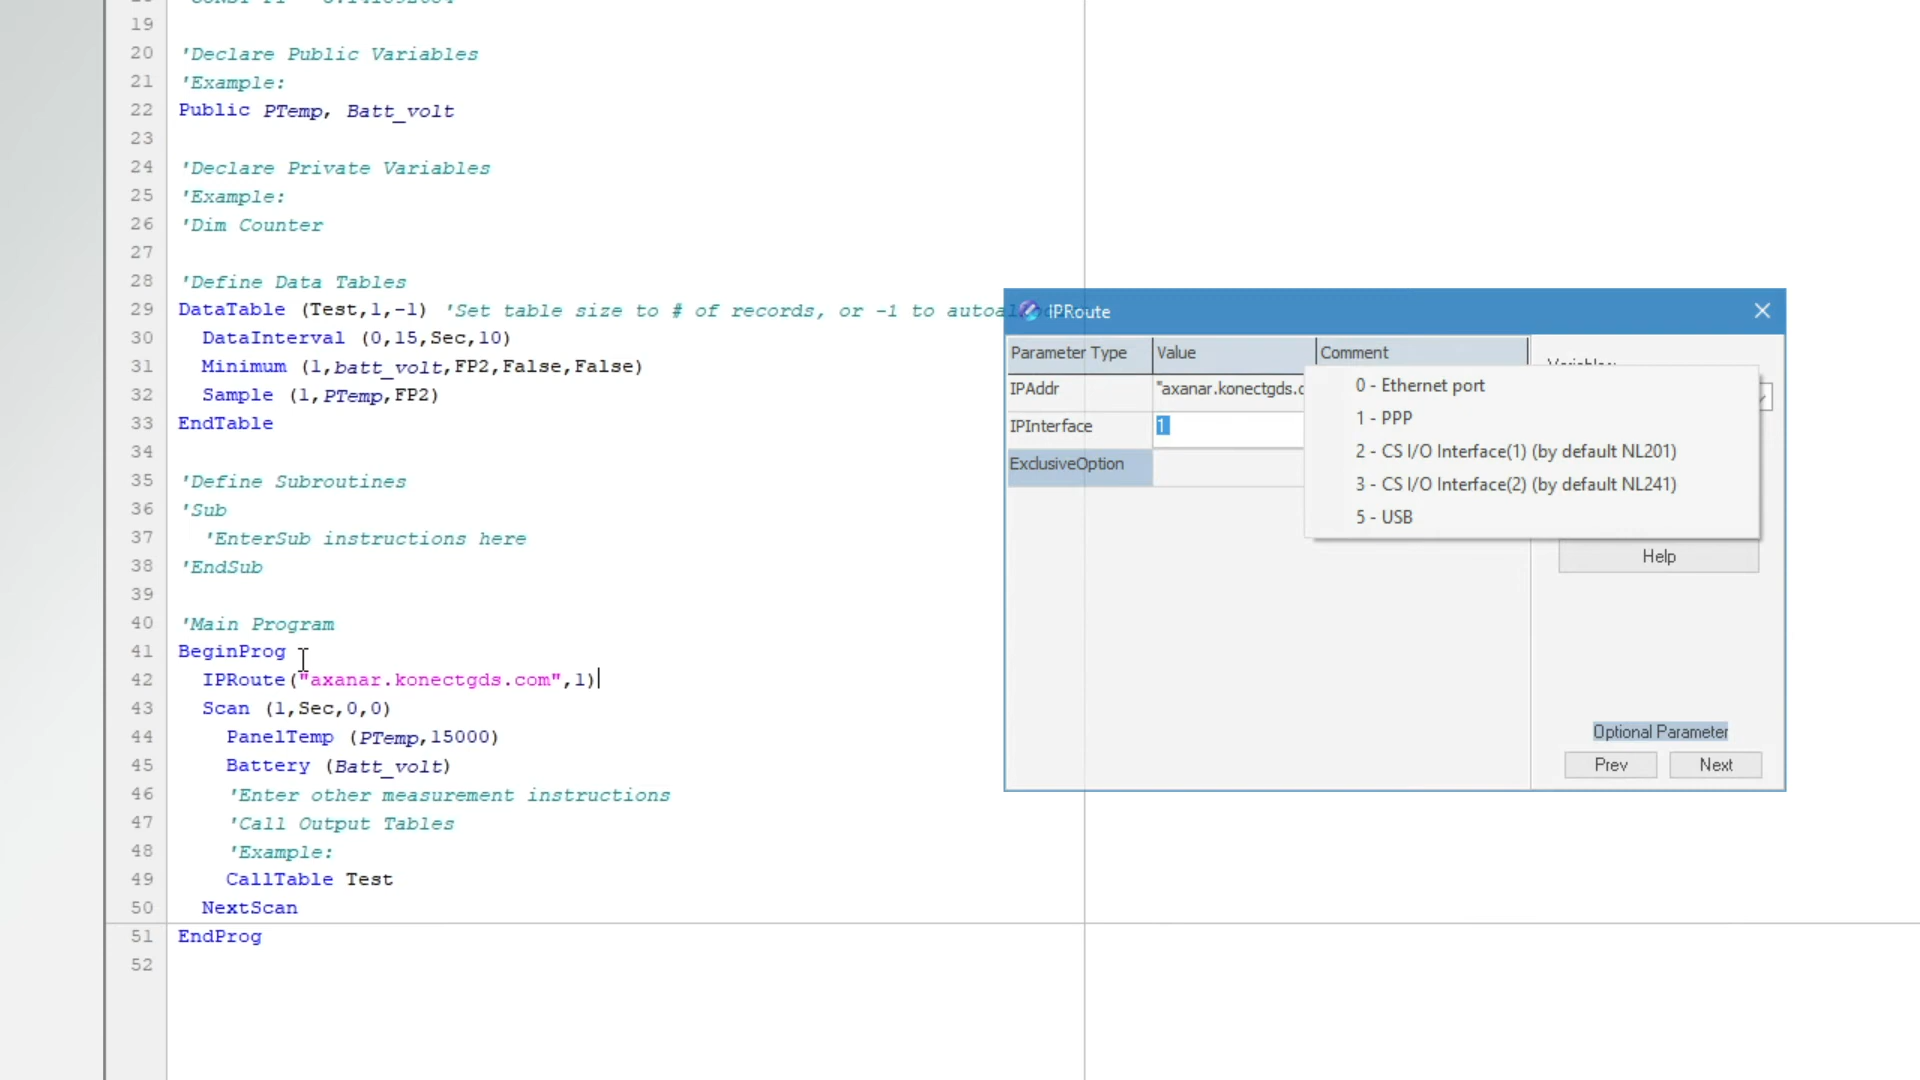 19
20 'Declare Public Variables
21 'Example:
22 Public PTemp, Batt_volt
23
24 'Declare Private Variables
25 'Example:
26 'Dim Counter
27
28 'Define Data Tables
29 DataTable (Test,1,-1) 'Set table size to # of records, or -1 to
30 DataInterval (0,15,Sec,10)
31 Minimum (1,batt_volt,FP2,False,False)
32 Sample (1,PTemp,FP2)
33 EndTable
34
35 'Define Subroutines
36 'Sub
37 'EnterSub instructions here
38 'EndSub
39
40 'Main Program
41 BeginProg
42 IPRoute("axanar.konectgds.com",1)
43 Scan (1,Sec,0,0)
44 PanelTemp (PTemp,15000)
45 Battery (Batt_volt)
46 'Enter other measurement instructions
47 'Call Output Tables
48 'Example:
49 CallTable Test
50 NextScan
51 EndProg
52
IPRoute
Parameter Type Value Comment
IPAddr "axanar.konectgds.c
IPInterface 1
ExclusiveOption
0 - Ethernet port
1 - PPP
2 - CS I/O Interface(1) (by default NL201)
3 - CS I/O Interface(2) (by default NL241)
5 - USB
Help
Optional Parameter
Prev Next